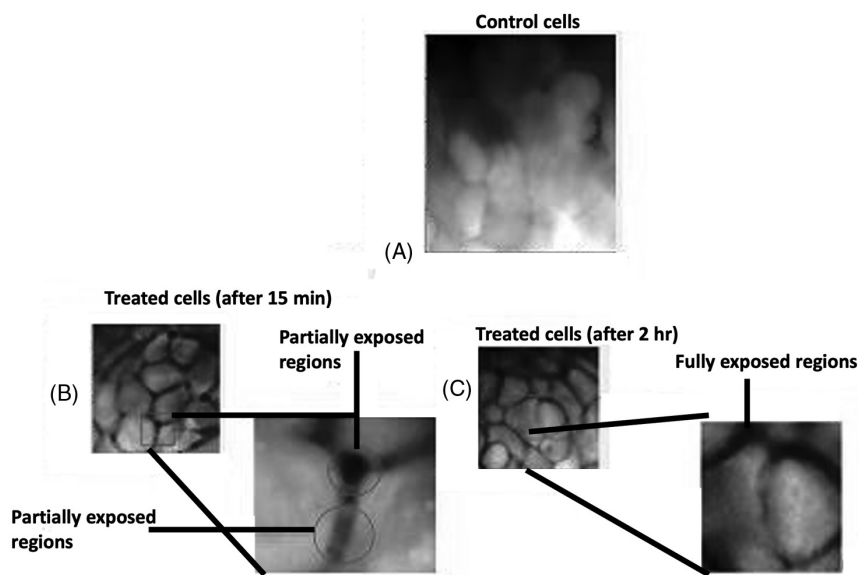 Control cells
(A)
Treated cells (after 15 min)
Partially exposed
regions
(B)
Partially exposed
regions
Treated cells (after 2 hr)
Fully exposed regions
(C)